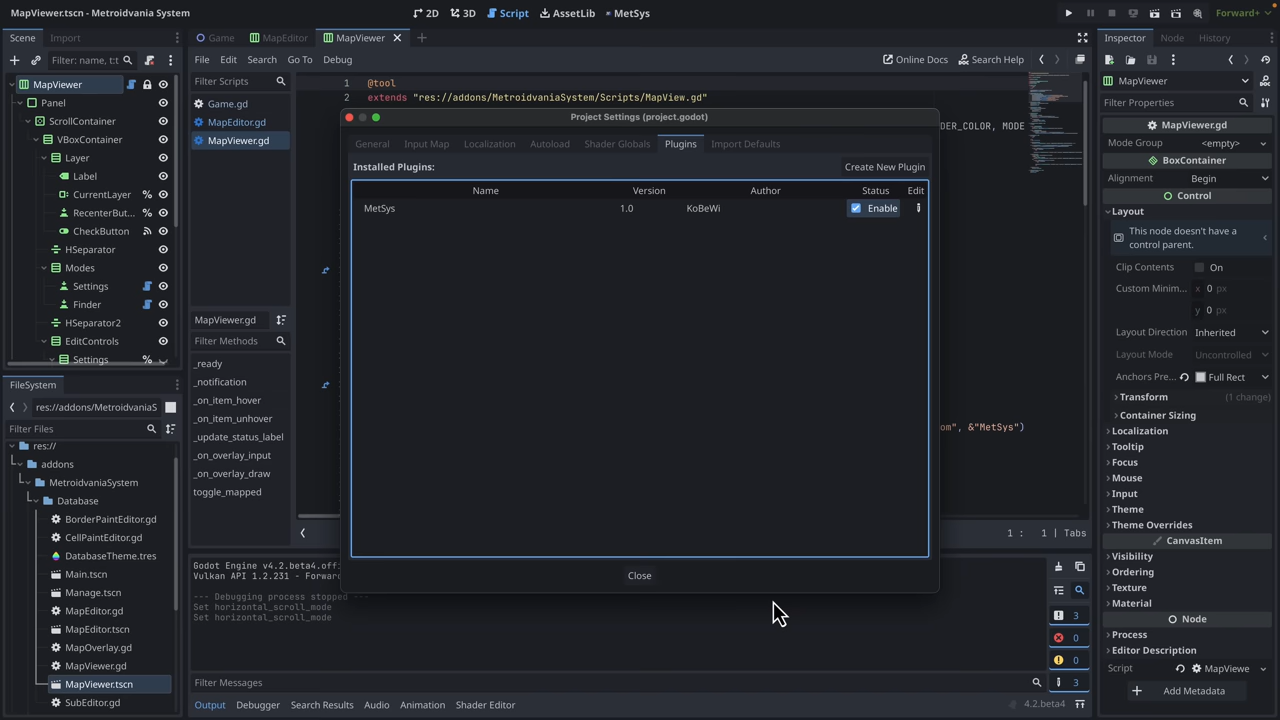 MapViewer.tscn - Metroidvania System
2D
3D
Script
AssetLib
MetSys
Forward+
Scene
Import
Filter: name, t:t
MapViewer
Panel
ScrollContainer
VBoxContainer
Layer
Label
CurrentLayer
%
RecenterBut...
%
CheckButton
HSeparator
Modes
Settings
Finder
HSeparator2
EditControls
Settings
%
FileSystem
res://addons/MetroidvaniaS
Filter Files
res://
addons
MetroidvaniaSystem
Database
BorderPaintEditor.gd
CellPaintEditor.gd
DatabaseTheme.tres
Main.tscn
Manage.tscn
MapEditor.gd
MapEditor.tscn
MapOverlay.gd
MapViewer.gd
MapViewer.tscn
SubEditor.gd
Game
MapEditor
MapViewer
File
Edit
Search
Go To
Debug
Online Docs
Search Help
Filter Scripts
Game.gd
MapEditor.gd
MapViewer.gd
MapViewer.gd
Filter Methods
_ready
_notification
_on_item_hover
_on_item_unhover
_update_status_label
_on_overlay_input
_on_overlay_draw
toggle_mapped
1 @tool
2 extends "res://addons/MetroidvaniaSystem/Scripts/MapView.gd"
DER_COLOR, MODE
om", &"MetSys")
1 : 1 | Tabs
Project Settings (project.godot)
General
Input Map
Localization
Autoload
Shader Globals
Plugins
Import Defaults
Installed Plugins:
Create New Plugin
Name
Version
Author
Status
Edit
MetSys
1.0
KoBeWi
Enable
Close
Godot Engine v4.2.beta4.offi
Vulkan API 1.2.231 - Forward
--- Debugging process stopped ---
Set horizontal_scroll_mode
Set horizontal_scroll_mode
3
0
0
3
Filter Messages
Output
Debugger
Search Results
Audio
Animation
Shader Editor
4.2.beta4
Inspector
Node
History
MapViewer
Filter Properties
MapViewer.gd
Mode Group
<empty>
BoxContainer
Alignment
Begin
Control
Layout
This node doesn't have a
control parent.
Clip Contents
On
Custom Minim...
x 0 px
y 0 px
Layout Direction
Inherited
Layout Mode
Uncontrolled
Anchors Pre...
Full Rect
Transform
(1 change)
Container Sizing
Localization
Tooltip
Focus
Mouse
Input
Theme
Theme Overrides
CanvasItem
Visibility
Ordering
Texture
Material
Node
Process
Editor Description
Script
MapViewe
Add Metadata